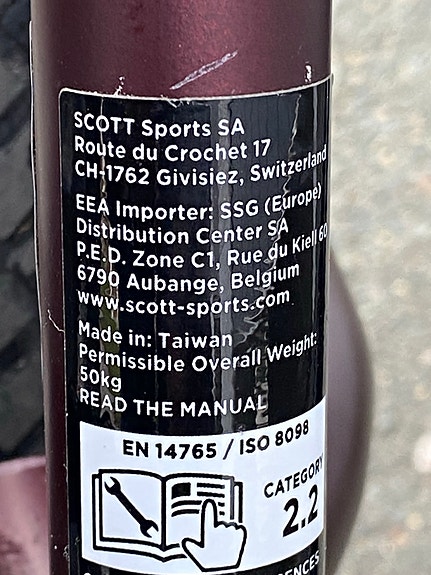 SCOTT Sports SA
Route du Crochet 17
CH-1762 Givisiez, Switzerland
EEA Importer: SSG (Europe)
Distribution Center SA
P.E.D. Zone C1, Rue du Kiell 60
6790 Aubange, Belgium
www.scott-sports.com
Made in: Taiwan
Permissible Overall Weight:
50kg
READ THE MANUAL
EN 14765 / ISO 8098
CATEGORY
2.2